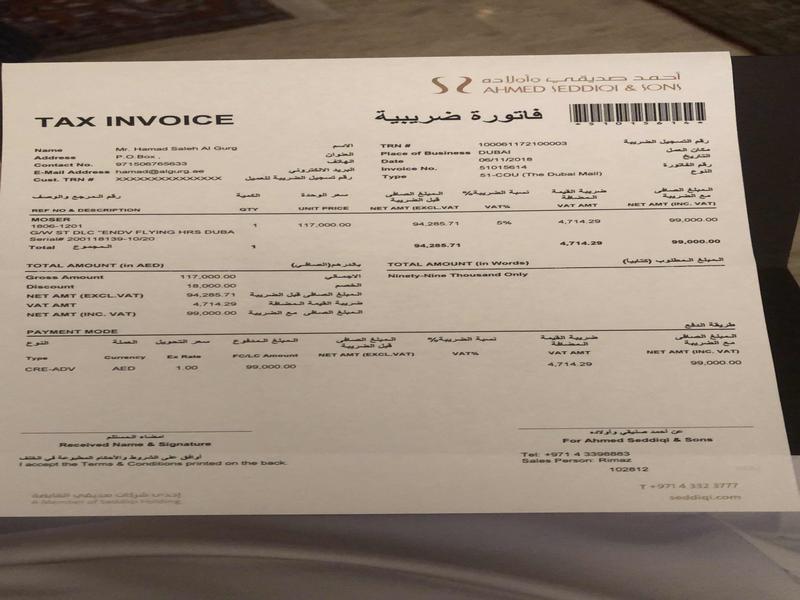 أحمد صديقي وأولاده
AHMED SEDDIQI & SONS
TAX INVOICE فاتورة ضريبية
Name Mr. Hamad Saleh Al Gurg الاسم
Address P.O.Box , العنوان
Contact No. 971506765633 الهاتف
E-Mail Address hamad@algurg.ae البريد الالكتروني
Cust. TRN # XXXXXXXXXXXXXXX رقم تسجيل الضريبة للعميل
TRN # 100061172100003 رقم التسجيل الضريبة
Place of Business DUBAI مكان العمل
Date 06/11/2018 التاريخ
Invoice No. 51015614 رقم الفاتورة
Type 51-COU (The Dubai Mall) النوع
رقم المرجع والوصف الكمية سعر الوحدة المبلغ الصافي قبل الضريبة نسبة الضريبة% ضريبة القيمة المضافة المبلغ الصافي مع الضريبة
REF NO & DESCRIPTION QTY UNIT PRICE NET AMT (EXCL.VAT) VAT% VAT AMT NET AMT (INC. VAT)
MOSER
1806-1201 1 117,000.00 94,285.71 5% 4,714.29 99,000.00
G/W ST DLC "ENDV FLYING HRS DUBA
Serial# 200118139-10/20
Total المجموع 1 94,285.71 4,714.29 99,000.00
TOTAL AMOUNT (in AED) بالدرهم(الصافي)
Gross Amount 117,000.00 الاجمالي
Discount 18,000.00 الخصم
NET AMT (EXCL.VAT) 94,285.71 المبلغ الصافي قبل الضريبة
VAT AMT 4,714.29 ضريبة القيمة المضافة
NET AMT (INC. VAT) 99,000.00 المبلغ الصافي مع الضريبة
TOTAL AMOUNT (in Words) المبلغ المطلوب (كتابيا)
Ninety-Nine Thousand Only
PAYMENT MODE طريقة الدفع
النوع العملة سعر التحويل المبلغ المدفوع المبلغ الصافي قبل الضريبة نسبة الضريبة% ضريبة القيمة المضافة المبلغ الصافي مع الضريبة
Type Currency Ex Rate FC/LC Amount NET AMT (EXCL.VAT) VAT% VAT AMT NET AMT (INC. VAT)
CRE-ADV AED 1.00 99,000.00 4,714.29 99,000.00
امضاء المستلم
Received Name & Signature
أوافق على الشروط والأحكام المطبوعة في الخلف
I accept the Terms & Conditions printed on the back.
عن أحمد صديقي وأولاده
For Ahmed Seddiqi & Sons
Tel: +971 4 3398883
Sales Person: Rimaz
102812
إحدى شركات صديقي القابضة
A Member of Seddiqi Holding
T +971 4 332 3777
seddiqi.com